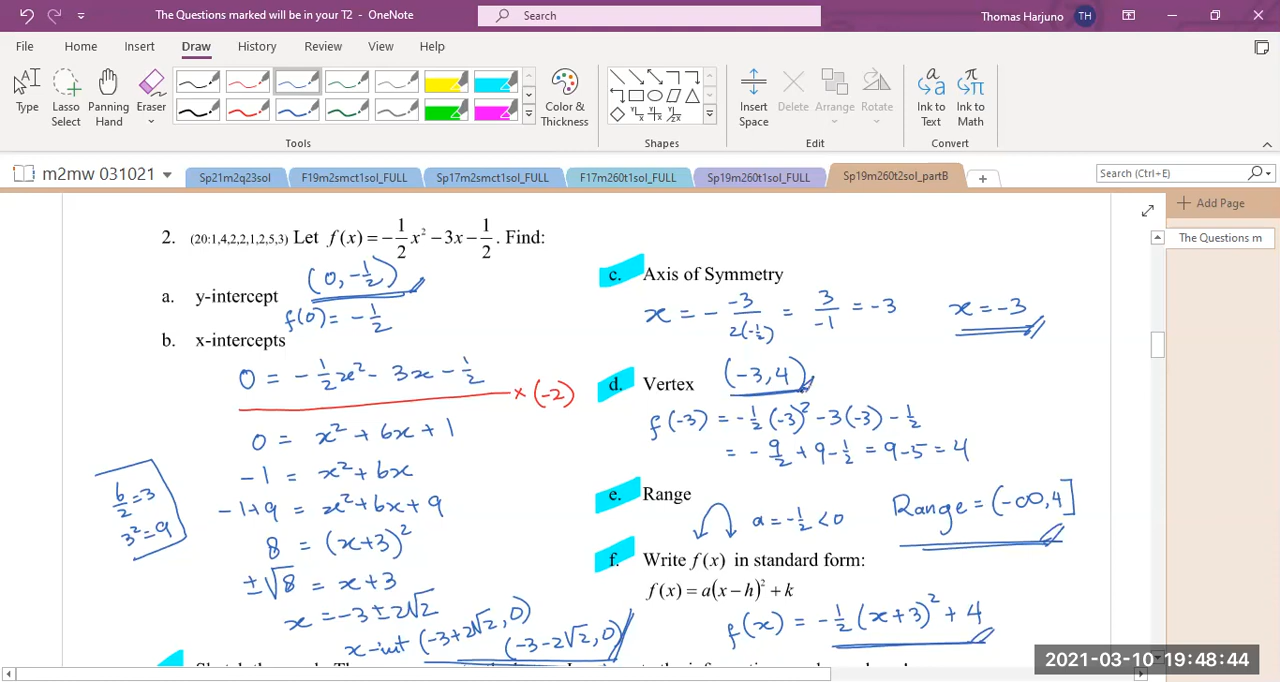 The Questions marked will be in your T2 - OneNote
Search
Thomas Harjuno TH
File Home Insert Draw History Review View Help
Type
Lasso Select
Panning Hand
Eraser
Color & Thickness
Insert Space
Delete
Arrange
Rotate
Ink to Text
Ink to Math
Tools
Shapes
Edit
Convert
m2mw 031021
Sp21m2q23sol
F19m2smct1sol_FULL
Sp17m2smct1sol_FULL
F17m260t1sol_FULL
Sp19m260t1sol_FULL
Sp19m260t2sol_partB
Search (Ctrl+E)
Add Page
The Questions m
2. (20:1,4,2,2,1,2,5,3) Let f(x) = -1/2 x² - 3x - 1/2. Find:
(0, -1/2)
a. y-intercept
f(0) = -1/2
b. x-intercepts
0 = -1/2 x² - 3x - 1/2
× (-2)
0 = x² + 6x + 1
-1 = x² + 6x
-1+9 = x² + 6x + 9
6/2 = 3
3² = 9
8 = (x+3)²
±√8 = x+3
x = -3 ± 2√2
x-int (-3+2√2, 0)
(-3-2√2, 0)
c. Axis of Symmetry
x = - -3/2(-1/2) = 3/-1 = -3 x = -3
d. Vertex (-3, 4)
f(-3) = -1/2 (-3)² - 3(-3) - 1/2
= -9/2 + 9 - 1/2 = 9 - 5 = 4
e. Range
a = -1/2 < 0 Range = (-∞, 4]
f. Write f(x) in standard form:
f(x) = a(x - h)² + k
f(x) = -1/2 (x+3)² + 4
2021-03-10 19:48:44